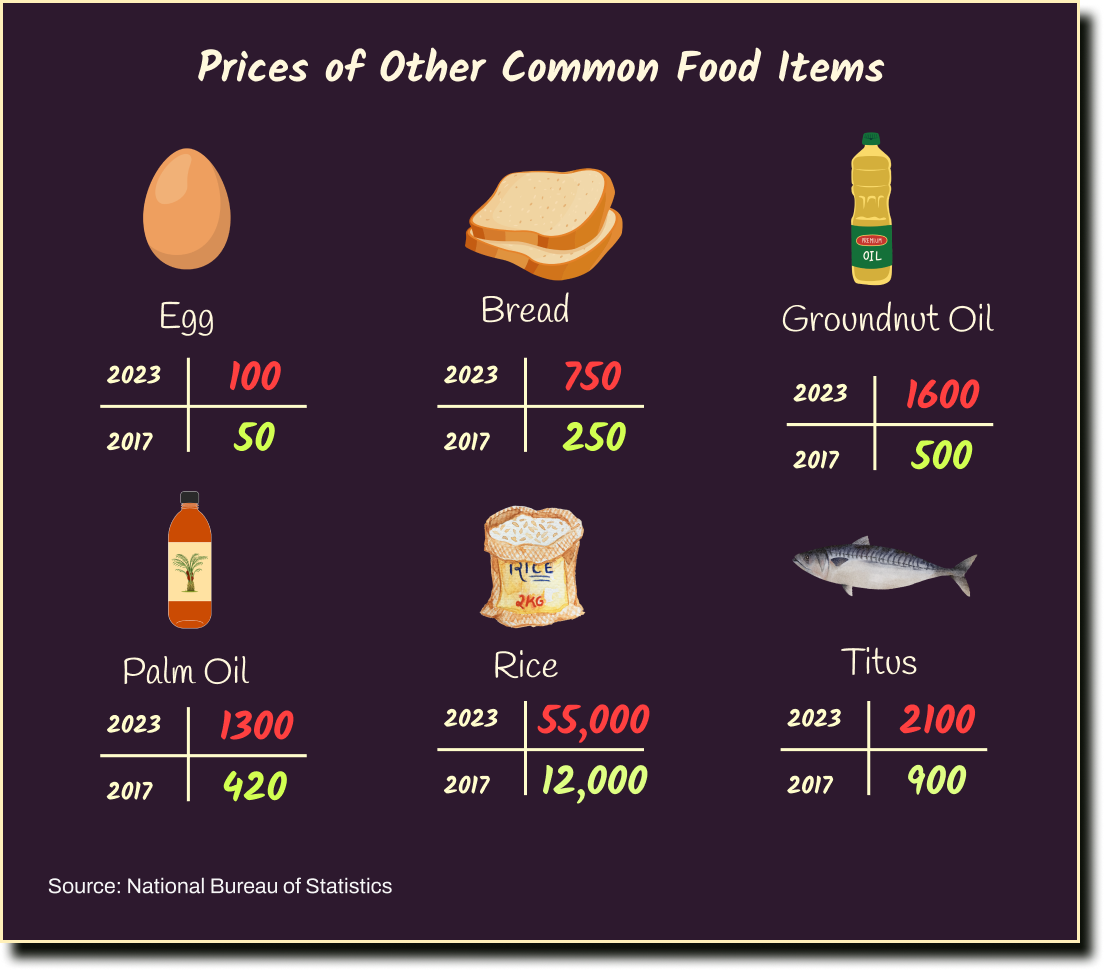 Prices of Other Common Food Items
PREMIUM
OIL
Egg
Bread
Groundnut Oil
2023 100
2017 50
2023 750
2017 250
2023 1600
2017 500
RICE
2KG
Palm Oil
Rice
Titus
2023 1300
2017 420
2023 55,000
2017 12,000
2023 2100
2017 900
Source: National Bureau of Statistics